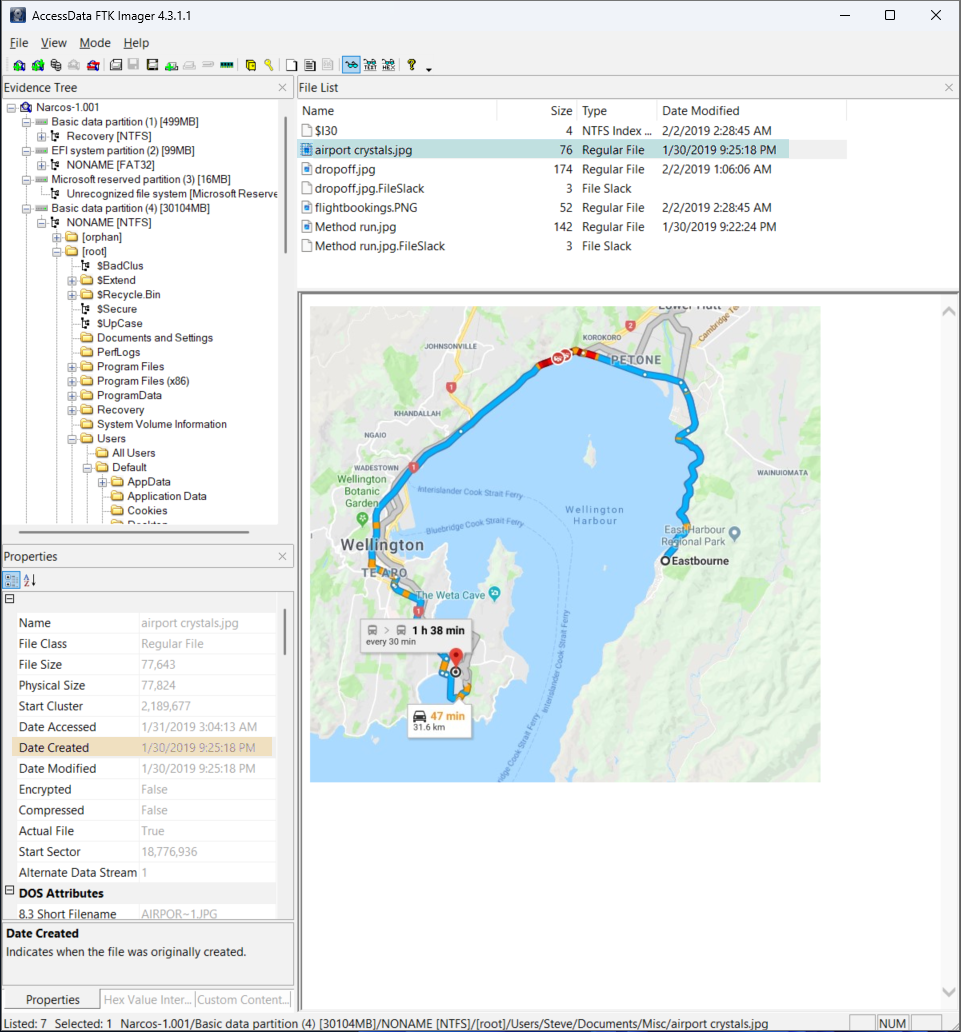 AccessData FTK Imager 4.3.1.1
File View Mode Help
Evidence Tree
Narcos-1.001
Basic data partition (1) [499MB]
Recovery [NTFS]
EFI system partition (2) [99MB]
NONAME [FAT32]
Microsoft reserved partition (3) [16MB]
Unrecognized file system [Microsoft Reserve
Basic data partition (4) [30104MB]
NONAME [NTFS]
[orphan]
[root]
$BadClus
$Extend
$Recycle.Bin
$Secure
$UpCase
Documents and Settings
PerfLogs
Program Files
Program Files (x86)
ProgramData
Recovery
System Volume Information
Users
All Users
Default
AppData
Application Data
Cookies
File List
Name Size Type Date Modified
$I30 4 NTFS Index ... 2/2/2019 2:28:45 AM
airport crystals.jpg 76 Regular File 1/30/2019 9:25:18 PM
dropoff.jpg 174 Regular File 2/2/2019 1:06:06 AM
dropoff.jpg.FileSlack 3 File Slack
flightbookings.PNG 52 Regular File 2/2/2019 2:28:45 AM
Method run.jpg 142 Regular File 1/30/2019 9:22:24 PM
Method run.jpg.FileSlack 3 File Slack
Lower Hutt
Cambridge Te
KOROKORO
2
JOHNSONVILLE
PETONE
1
KHANDALLAH
NGAIO
WADESTOWN
1
WAINUIOMATA
Wellington
Botanic
Garden
Interislander Cook Strait Ferry
Wellington
Harbour
Bluebridge Cook Strait Ferry
East Harbour
Regional Park
Wellington
Eastbourne
TE ARO
The Weta Cave
1
1 h 38 min
every 30 min
Interislander Cook Strait Ferry
47 min
31.6 km
bridge Cook Strait Ferry
Properties
Name airport crystals.jpg
File Class Regular File
File Size 77,643
Physical Size 77,824
Start Cluster 2,189,677
Date Accessed 1/31/2019 3:04:13 AM
Date Created 1/30/2019 9:25:18 PM
Date Modified 1/30/2019 9:25:18 PM
Encrypted False
Compressed False
Actual File True
Start Sector 18,776,936
Alternate Data Stream 1
DOS Attributes
8.3 Short Filename AIRPOR~1.JPG
Date Created
Indicates when the file was originally created.
Properties Hex Value Inter... Custom Content...
Listed: 7 Selected: 1 Narcos-1.001/Basic data partition (4) [30104MB]/NONAME [NTFS]/[root]/Users/Steve/Documents/Misc/airport crystals.jpg NUM